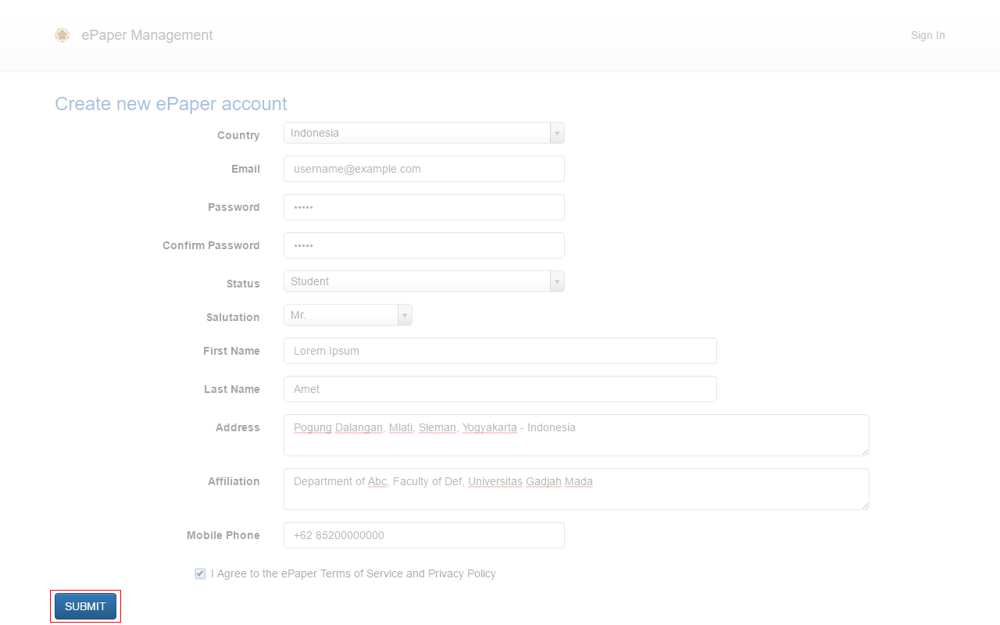 ePaper Management
Sign In
Create new ePaper account
Country Indonesia
Email username@example.com
Password •••••
Confirm Password •••••
Status Student
Salutation Mr.
First Name Lorem Ipsum
Last Name Amet
Address Pogung Dalangan, Mlati, Sleman, Yogyakarta - Indonesia
Affiliation Department of Abc, Faculty of Def, Universitas Gadjah Mada
Mobile Phone +62 85200000000
I Agree to the ePaper Terms of Service and Privacy Policy
SUBMIT